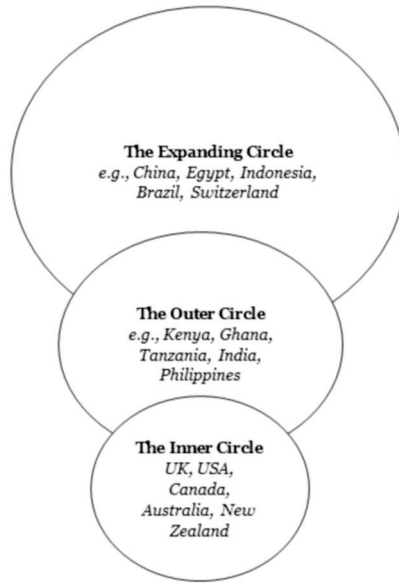 The Expanding Circle
e.g., China, Egypt, Indonesia,
Brazil, Switzerland
The Outer Circle
e.g., Kenya, Ghana,
Tanzania, India,
Philippines
The Inner Circle
UK, USA,
Canada,
Australia, New
Zealand